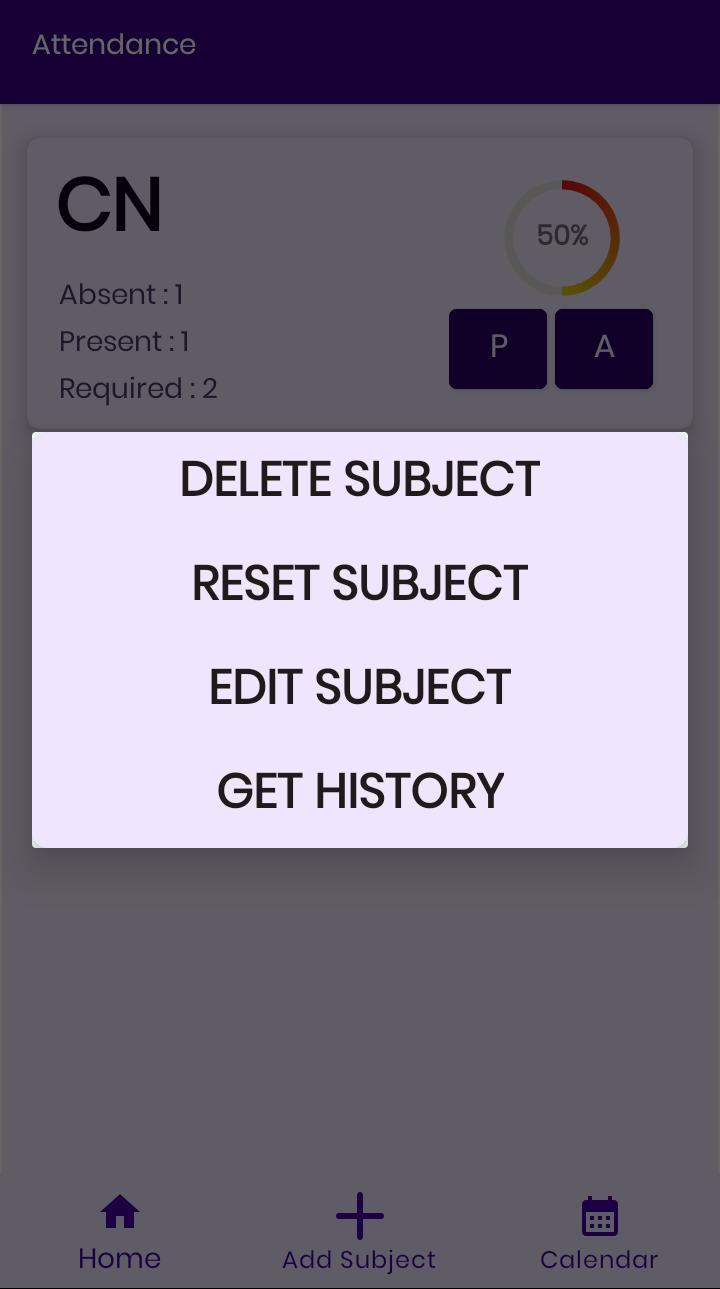 Attendance
CN
50%
Absent : 1
Present : 1
Required : 2
P A
DELETE SUBJECT
RESET SUBJECT
EDIT SUBJECT
GET HISTORY
Home Add Subject Calendar